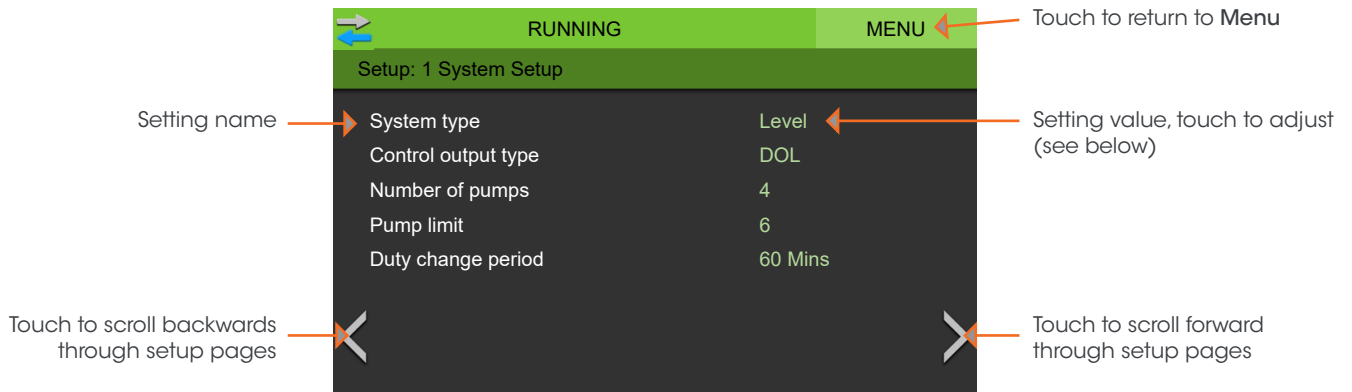 Touch to return to Menu
RUNNING
MENU
Setup: 1 System Setup
Setting name
System type
Level
Setting value, touch to adjust
(see below)
Control output type
DOL
Number of pumps
4
Pump limit
6
Duty change period
60 Mins
Touch to scroll backwards
through setup pages
Touch to scroll forward
through setup pages